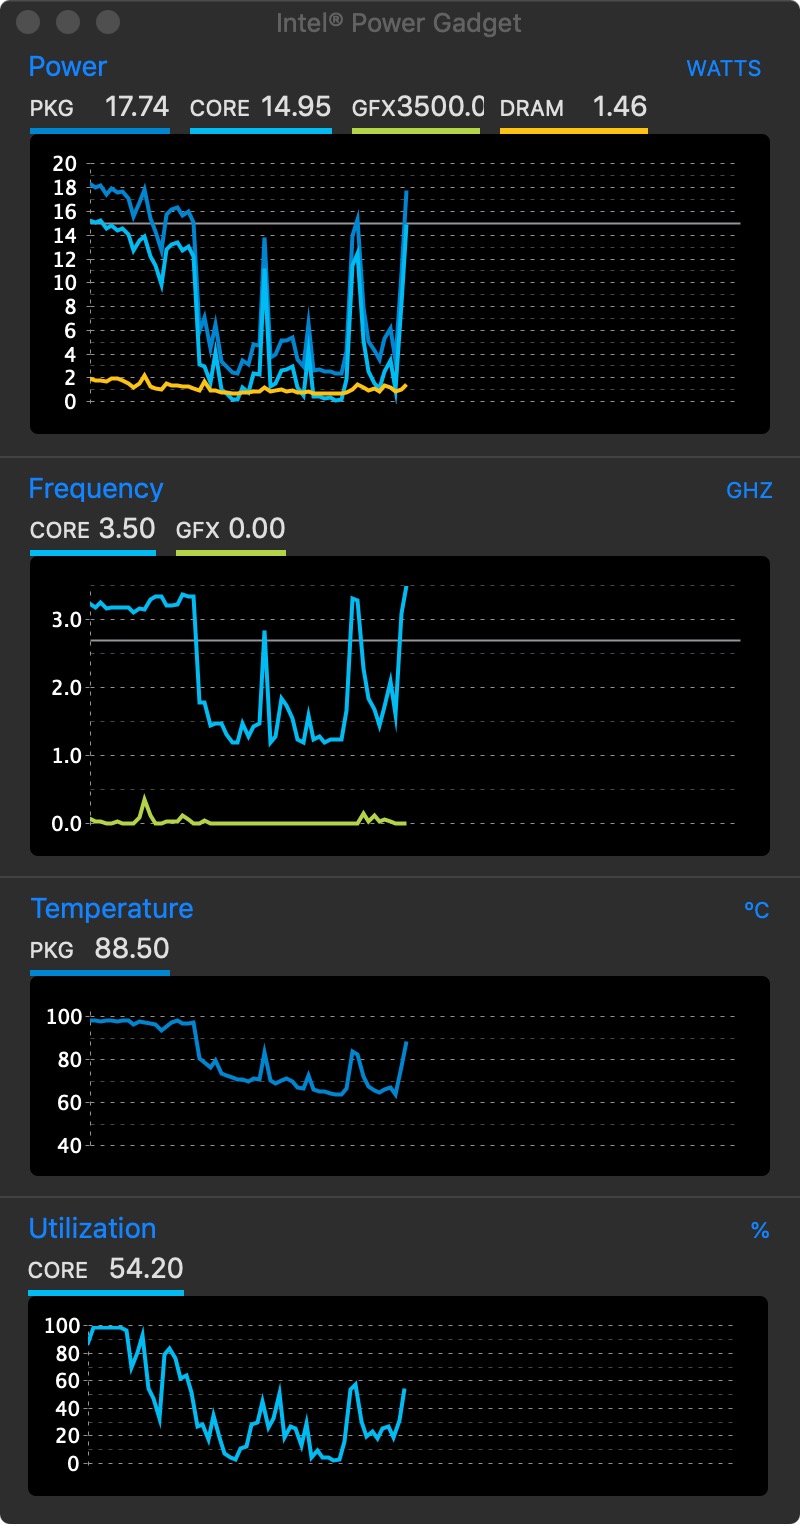 Intel® Power Gadget
Power WATTS
PKG 17.74 CORE 14.95 GFX3500.0 DRAM 1.46
20
18
16
14
12
10
8
6
4
2
0
Frequency GHZ
CORE 3.50 GFX 0.00
3.0
2.0
1.0
0.0
Temperature ºC
PKG 88.50
100
80
60
40
Utilization %
CORE 54.20
100
80
60
40
20
0